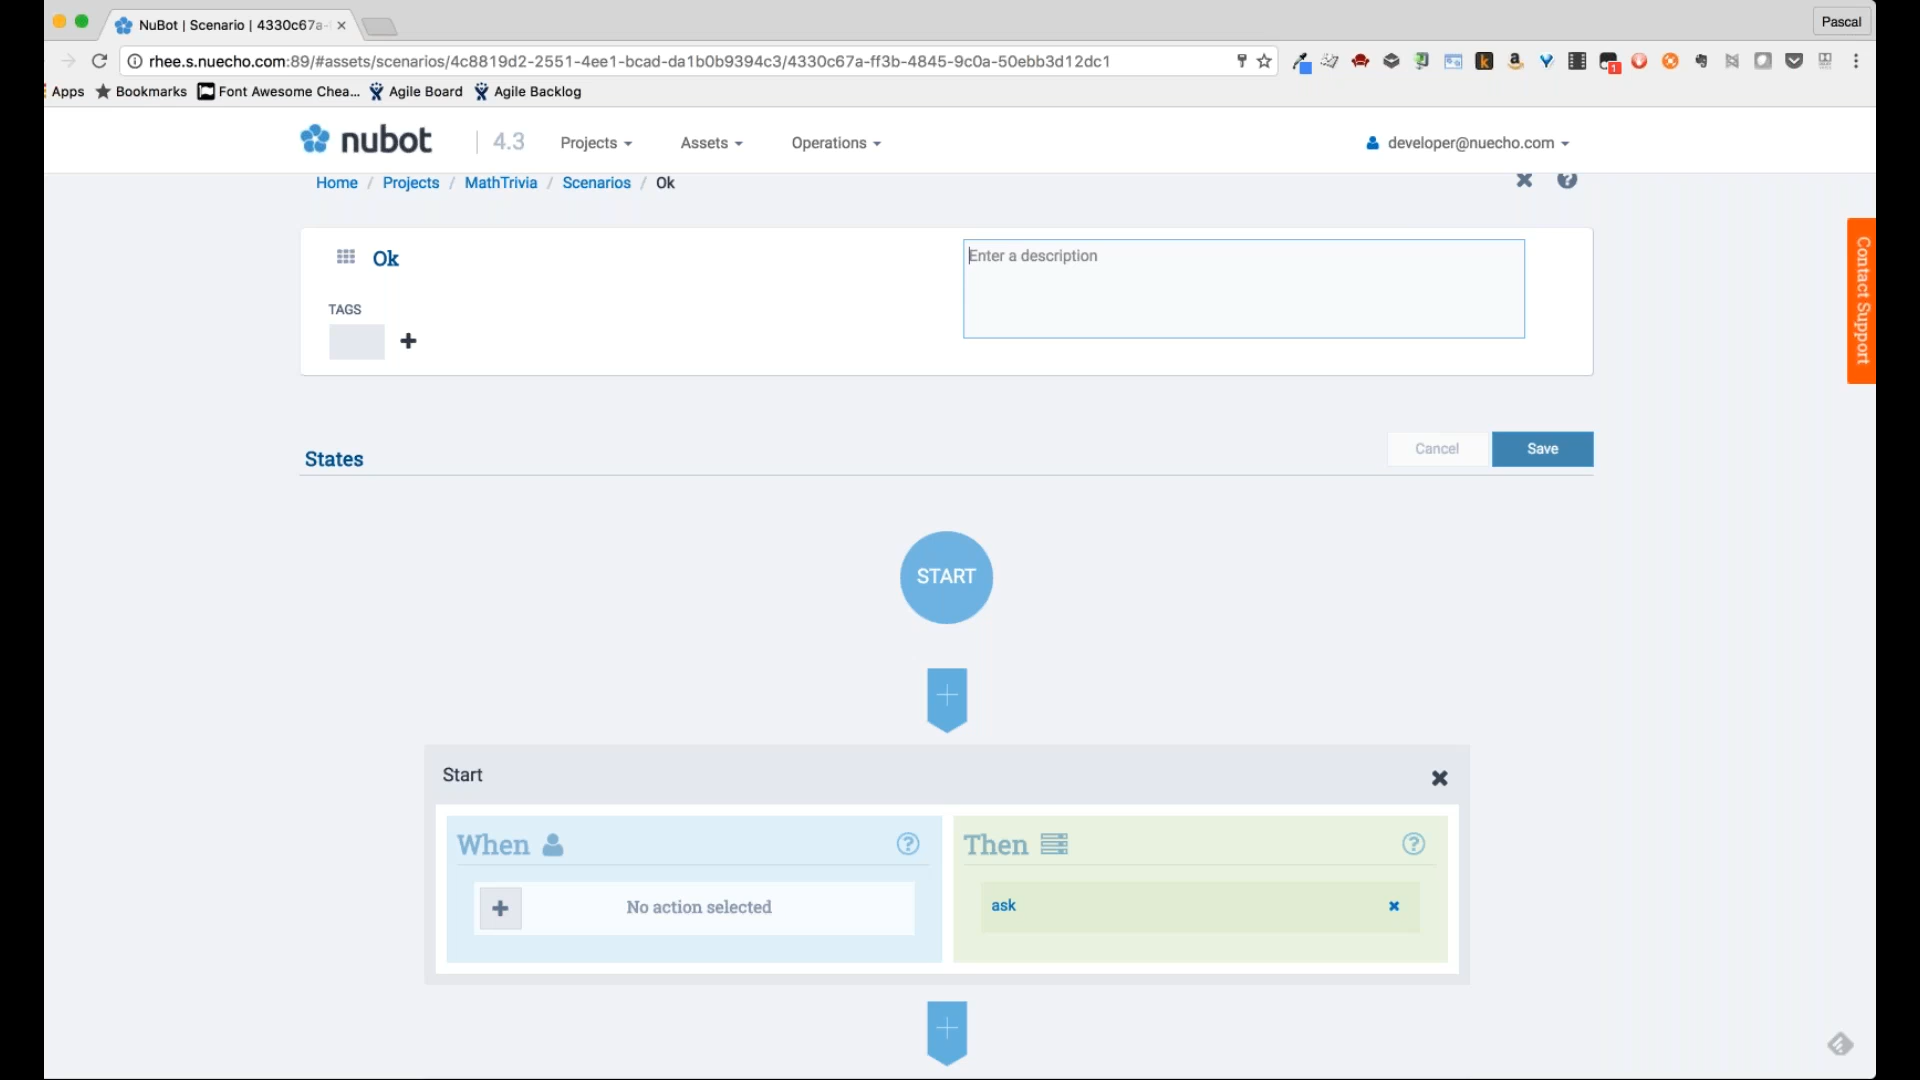 NuBot | Scenario | 4330c67a-
Pascal
rhee.s.nuecho.com:89/#assets/scenarios/4c8819d2-2551-4ee1-bcad-da1b0b9394c3/4330c67a-ff3b-4845-9c0a-50ebb3d12dc1
Apps Bookmarks Font Awesome Chea... Agile Board Agile Backlog
nubot 4.3 Projects Assets Operations developer@nuecho.com
Home / Projects / MathTrivia / Scenarios / Ok
Ok
Enter a description
TAGS
Contact Support
States
Cancel
Save
START
Start
When
Then
No action selected
ask